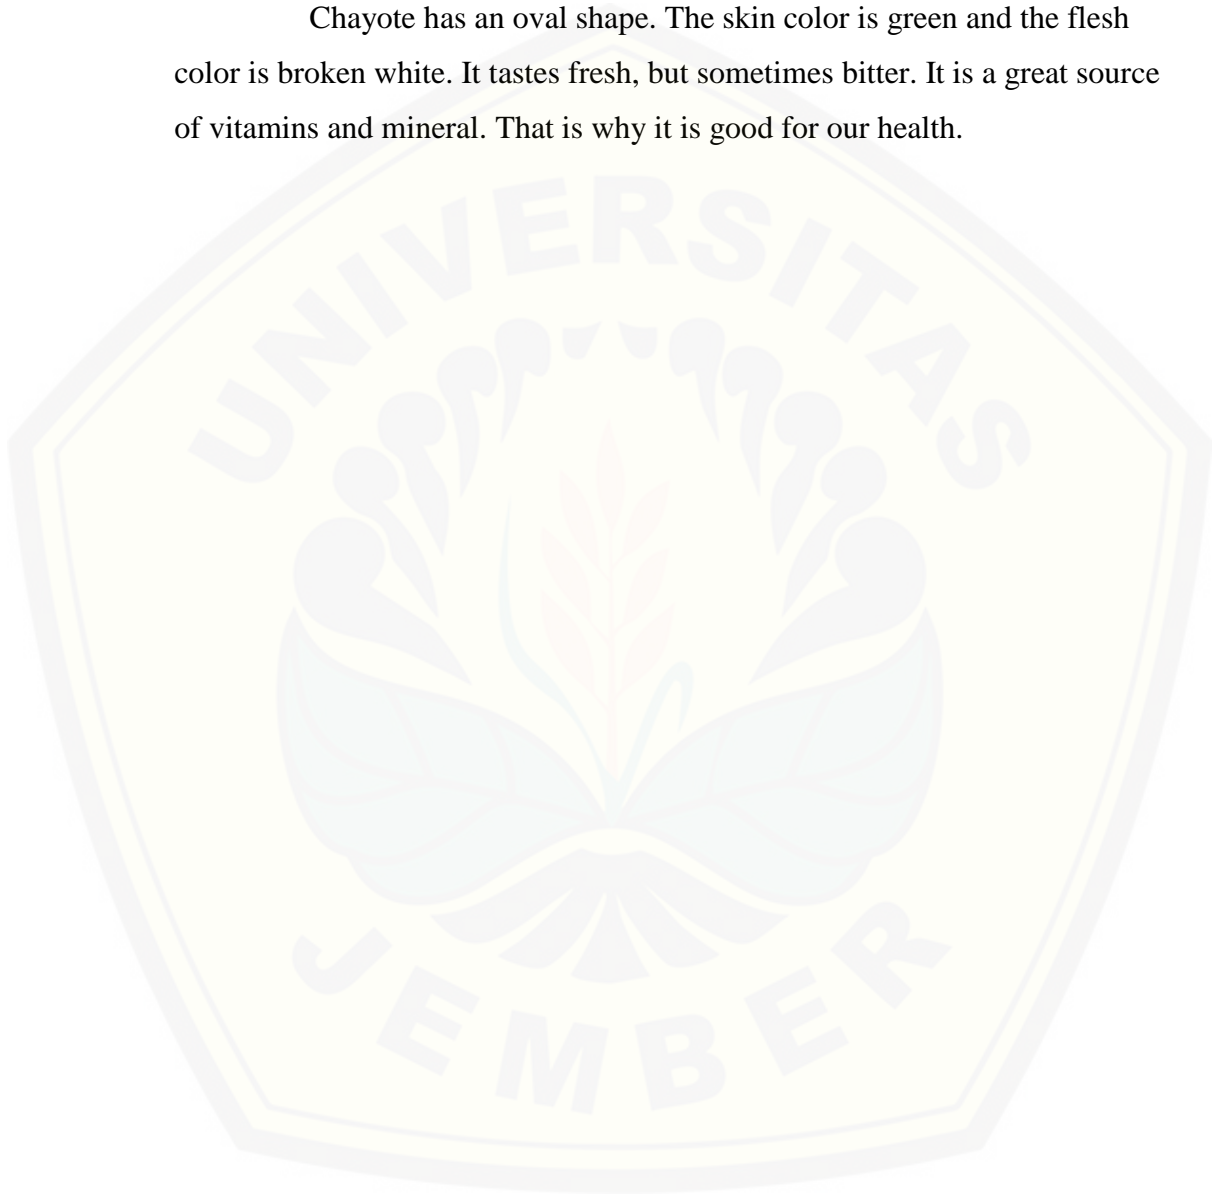 Chayote has an oval shape. The skin color is green and the flesh
color is broken white. It tastes fresh, but sometimes bitter. It is a great source
of vitamins and mineral. That is why it is good for our health.
UNIVERSITAS
JEMBER